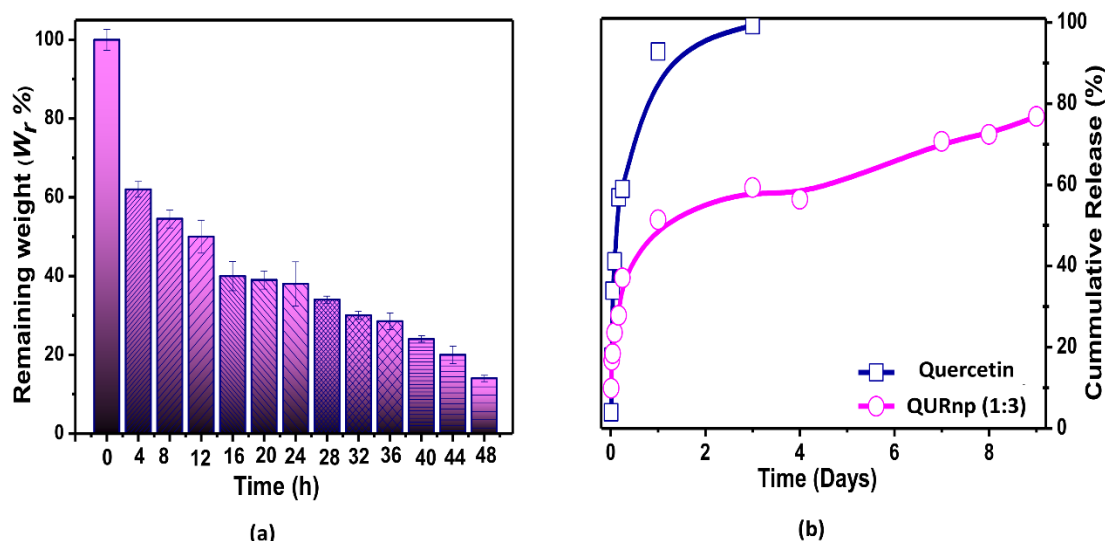 Remaining weight (Wr %)
100
80
60
40
20
0
0 4 8 12 16 20 24 28 32 36 40 44 48
Time (h)
(a)
Cummulative Release (%)
100
80
60
40
20
0
Quercetin
QURnp (1:3)
0 2 4 6 8
Time (Days)
(b)